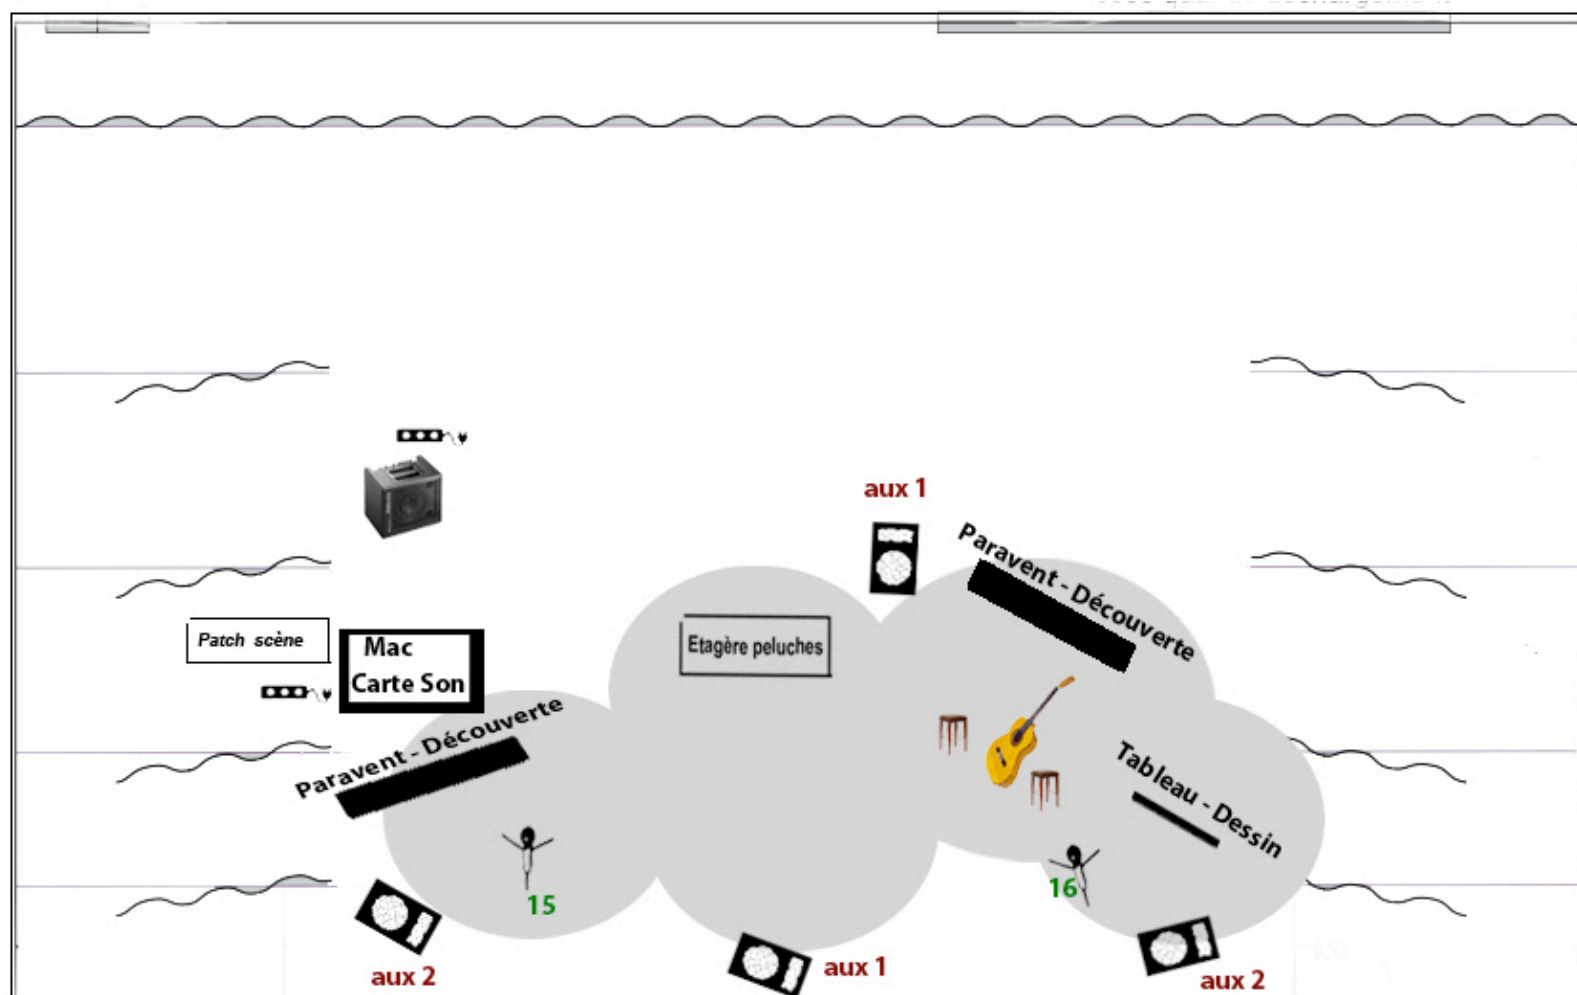 aux 1
Paravent - Découverte
Patch scène
Mac
Carte Son
Etagère peluches
Paravent - Découverte
Tableau - Dessin
15
16
aux 2
aux 1
aux 2